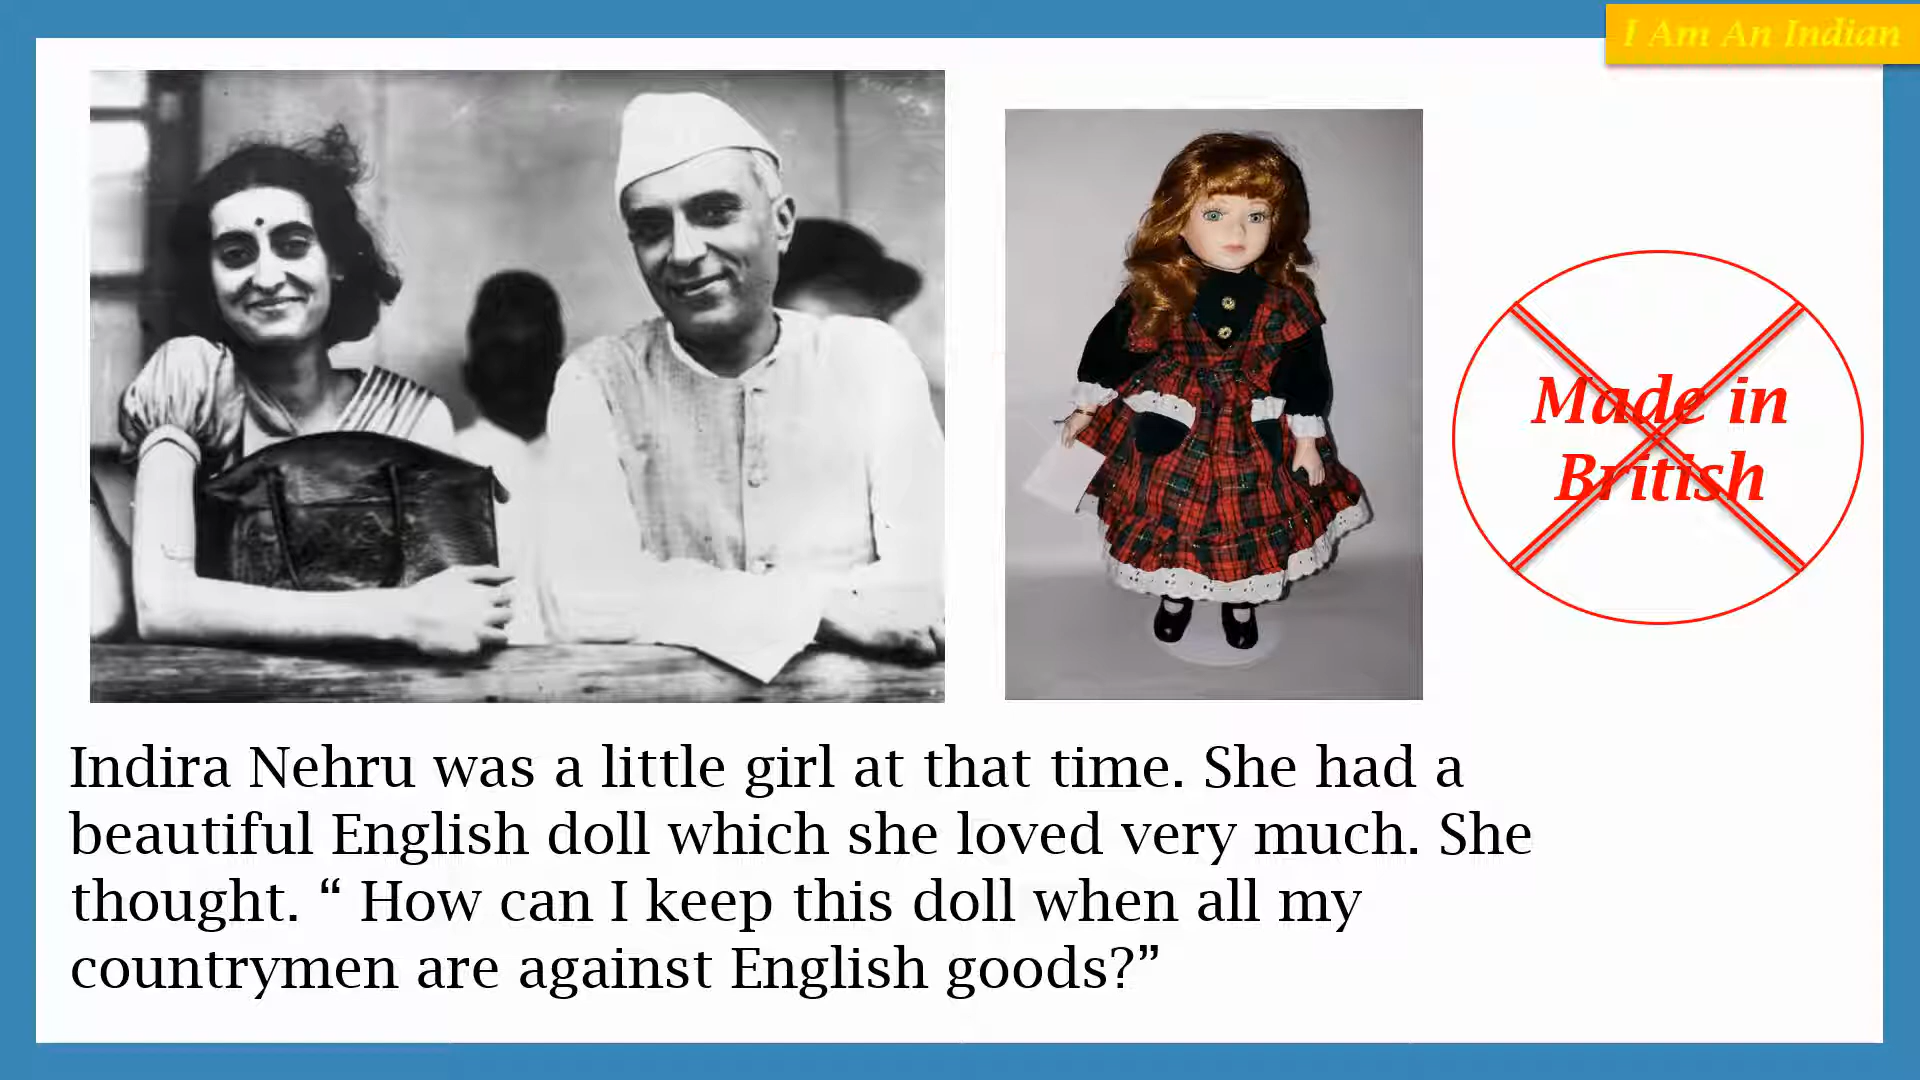 I Am An Indian
Made in
British
Indira Nehru was a little girl at that time. She had a
beautiful English doll which she loved very much. She
thought. “ How can I keep this doll when all my
countrymen are against English goods?”